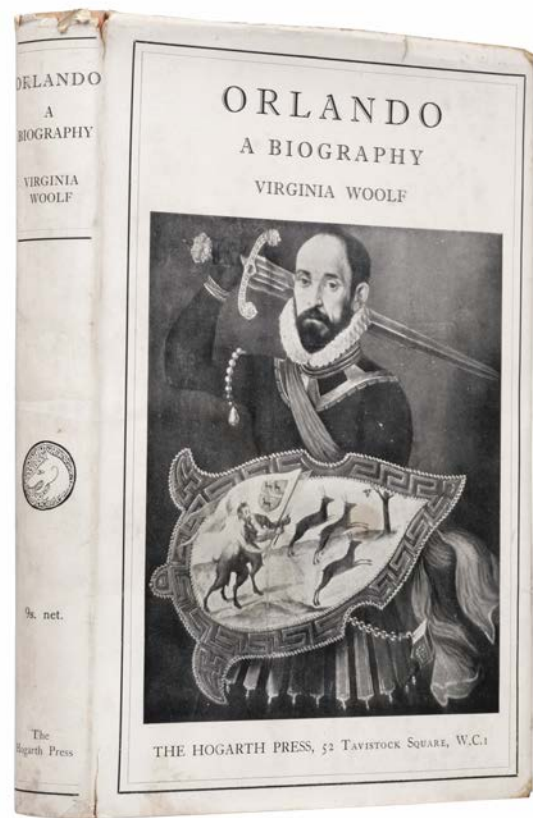 ORLANDO
A
BIOGRAPHY
VIRGINIA
WOOLF
9s. net.
The
Hogarth Press
ORLANDO
A BIOGRAPHY
VIRGINIA WOOLF
THE HOGARTH PRESS, 52 TAVISTOCK SQUARE, W.C.1